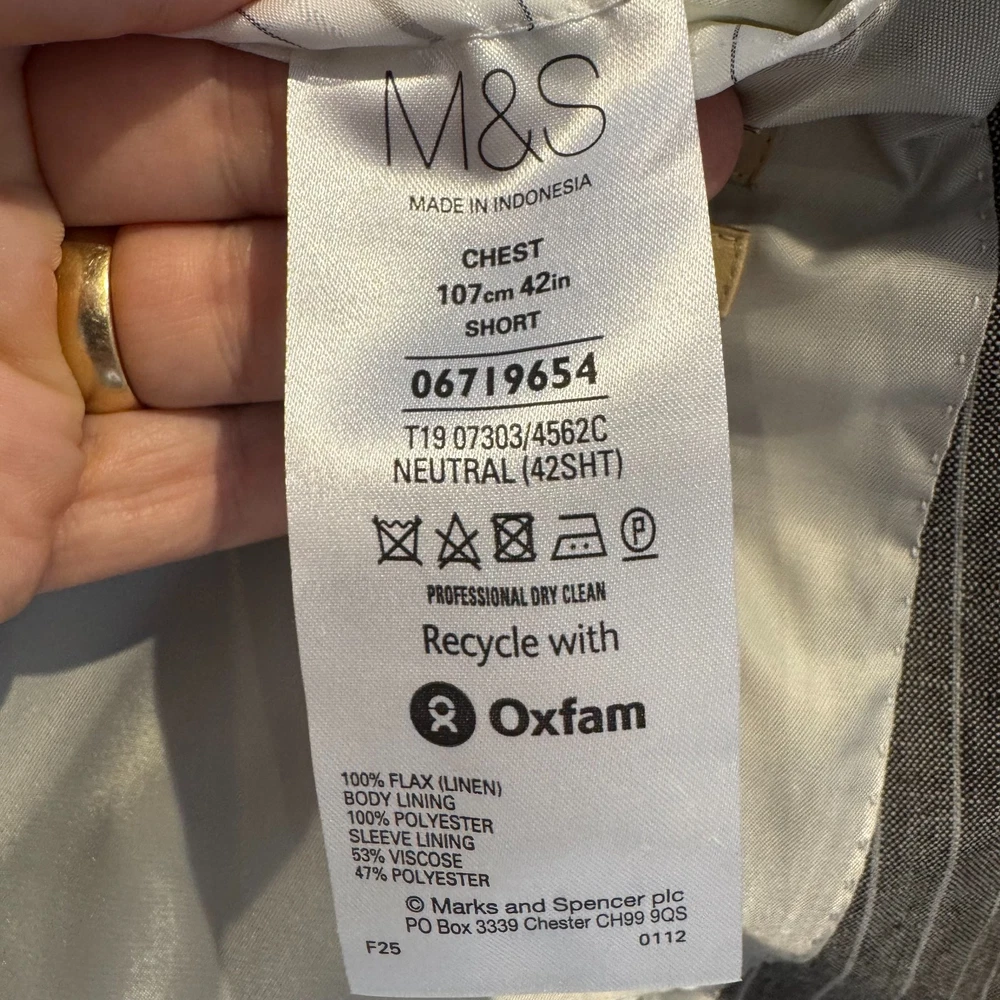 M&S
MADE IN INDONESIA
CHEST
107cm 42in
SHORT
06719654
T19 07303/4562C
NEUTRAL (42SHT)
P
PROFESSIONAL DRY CLEAN
Recycle with
Oxfam
100% FLAX (LINEN)
BODY LINING
100% POLYESTER
SLEEVE LINING
53% VISCOSE
47% POLYESTER
© Marks and Spencer plc
PO Box 3339 Chester CH99 9QS
F25 0112